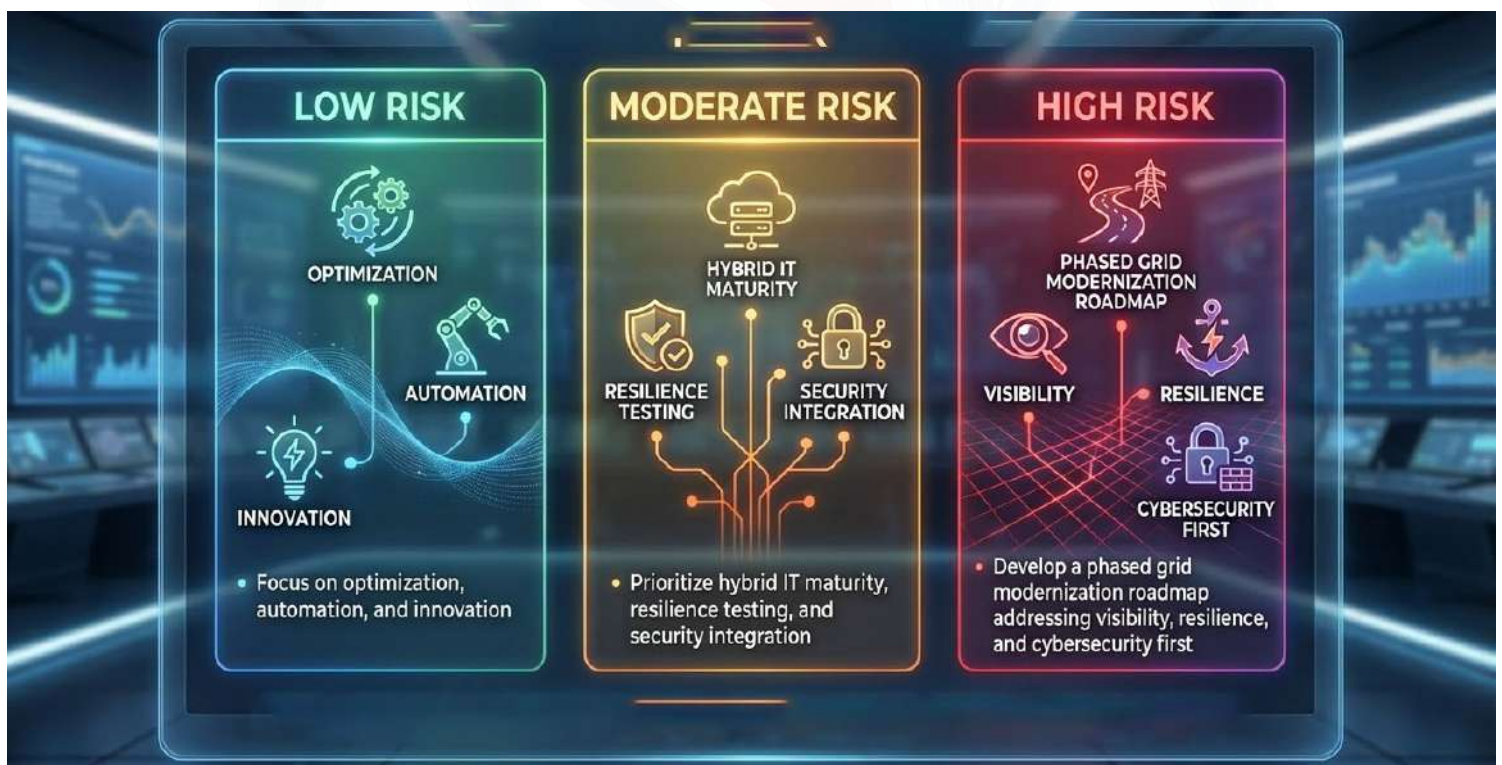 LOW RISK
OPTIMIZATION
AUTOMATION
INNOVATION
• Focus on optimization,
automation, and innovation
MODERATE RISK
HYBRID IT
MATURITY
RESILIENCE
TESTING
SECURITY
INTEGRATION
• Prioritize hybrid IT maturity,
resilience testing, and
security integration
HIGH RISK
PHASED GRID
MODERNIZATION
ROADMAP
VISIBILITY
RESILIENCE
CYBERSECURITY
FIRST
• Develop a phased grid
modernization roadmap
addressing visibility, resilience,
and cybersecurity first